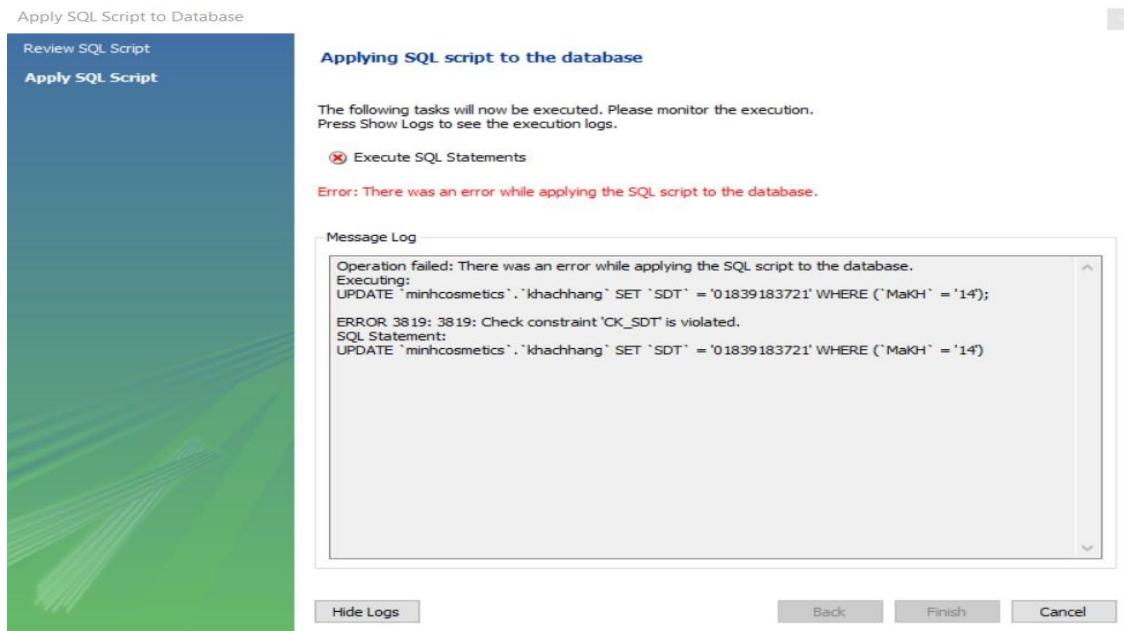 Apply SQL Script to Database
Review SQL Script
Apply SQL Script
Applying SQL script to the database
The following tasks will now be executed. Please monitor the execution.
Press Show Logs to see the execution logs.
Execute SQL Statements
Error: There was an error while applying the SQL script to the database.
Message Log
Operation failed: There was an error while applying the SQL script to the database.
Executing:
UPDATE `minhcosmetics`.`khachhang` SET `SDT` = '01839183721' WHERE (`MaKH` = '14');
ERROR 3819: 3819: Check constraint 'CK_SDT' is violated.
SQL Statement:
UPDATE `minhcosmetics`.`khachhang` SET `SDT` = '01839183721' WHERE (`MaKH` = '14')
Hide Logs
Back
Finish
Cancel